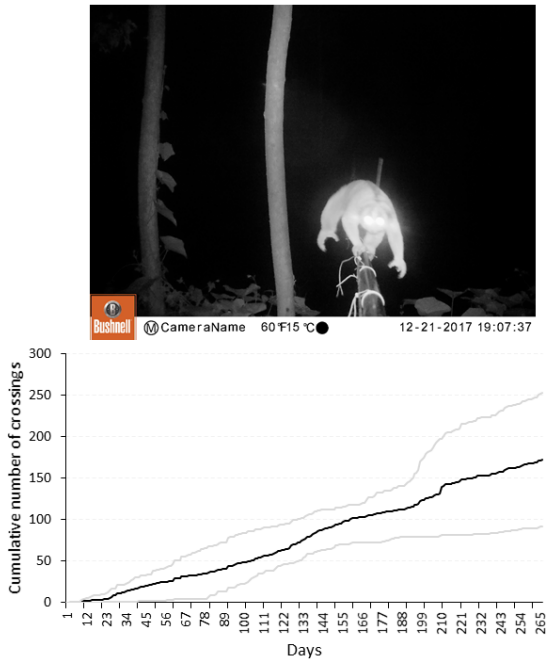 Bushnell
M CameraName 60°F15 °C 12-21-2017 19:07:37
Cumulative number of crossings
300
250
200
150
100
50
0
1 12 23 34 45 56 67 78 89 100 111 122 133 144 155 166 177 188 199 210 221 232 243 254 265
Days